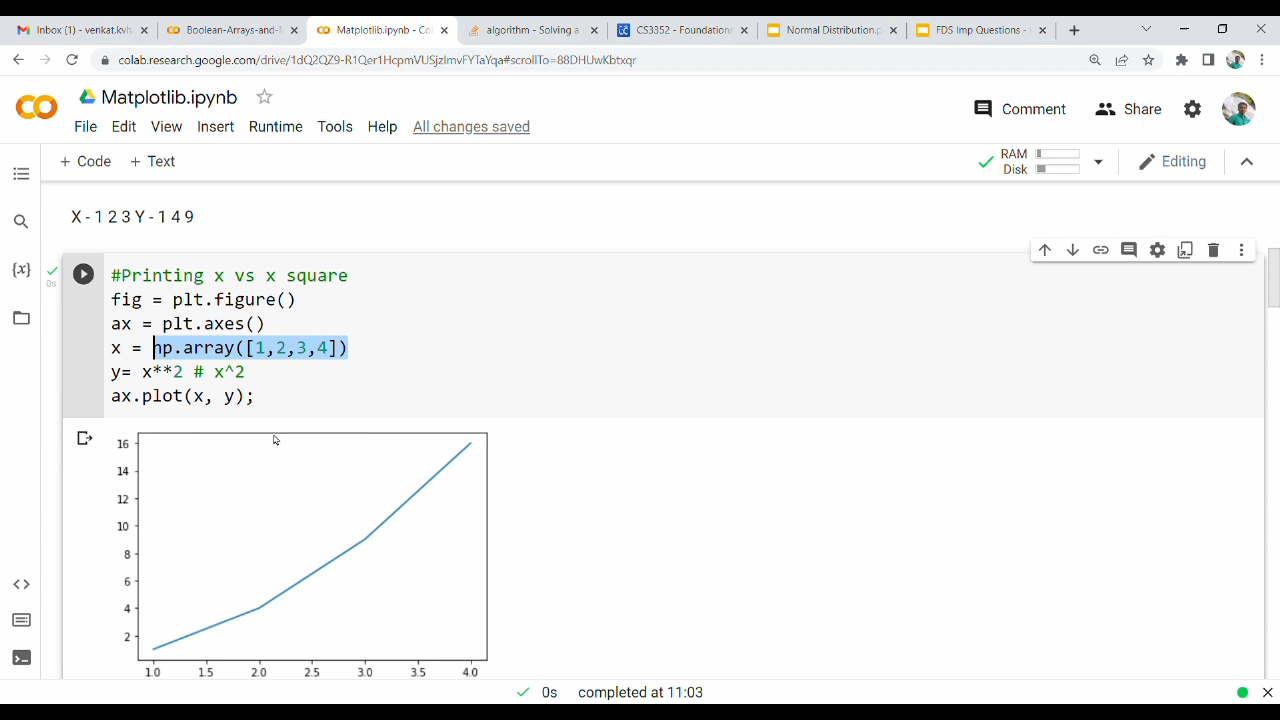 Inbox (1) - venkat.kvh
Boolean-Arrays-and-
Matplotlib.ipynb - Co
algorithm - Solving a
CS3352 - Foundations
Normal Distribution.p
FDS Imp Questions -
colab.research.google.com/drive/1dQ2QZ9-R1Qer1HcpmVUSjzImvFYTaYqa#scrollTo=88DHUwKbtxqr
Matplotlib.ipynb
Comment
Share
File Edit View Insert Runtime Tools Help All changes saved
+ Code + Text
RAM
Disk
Editing
X - 1 2 3 Y - 1 4 9
{x}
0s
#Printing x vs x square
fig = plt.figure()
ax = plt.axes()
x = np.array([1,2,3,4])
y= x**2 # x^2
ax.plot(x, y);
16
14
12
10
8
6
4
2
1.0 1.5 2.0 2.5 3.0 3.5 4.0
0s completed at 11:03